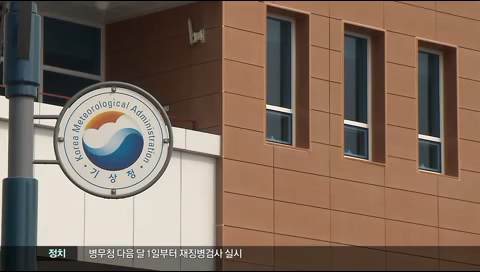 Korea Meteorological Administration
기상청
정치 병무청 다음 달 1일부터 재징병검사 실시